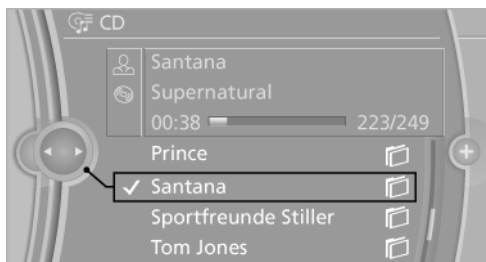 CD
Santana
Supernatural
00:38 223/249
Prince
Santana
Sportfreunde Stiller
Tom Jones